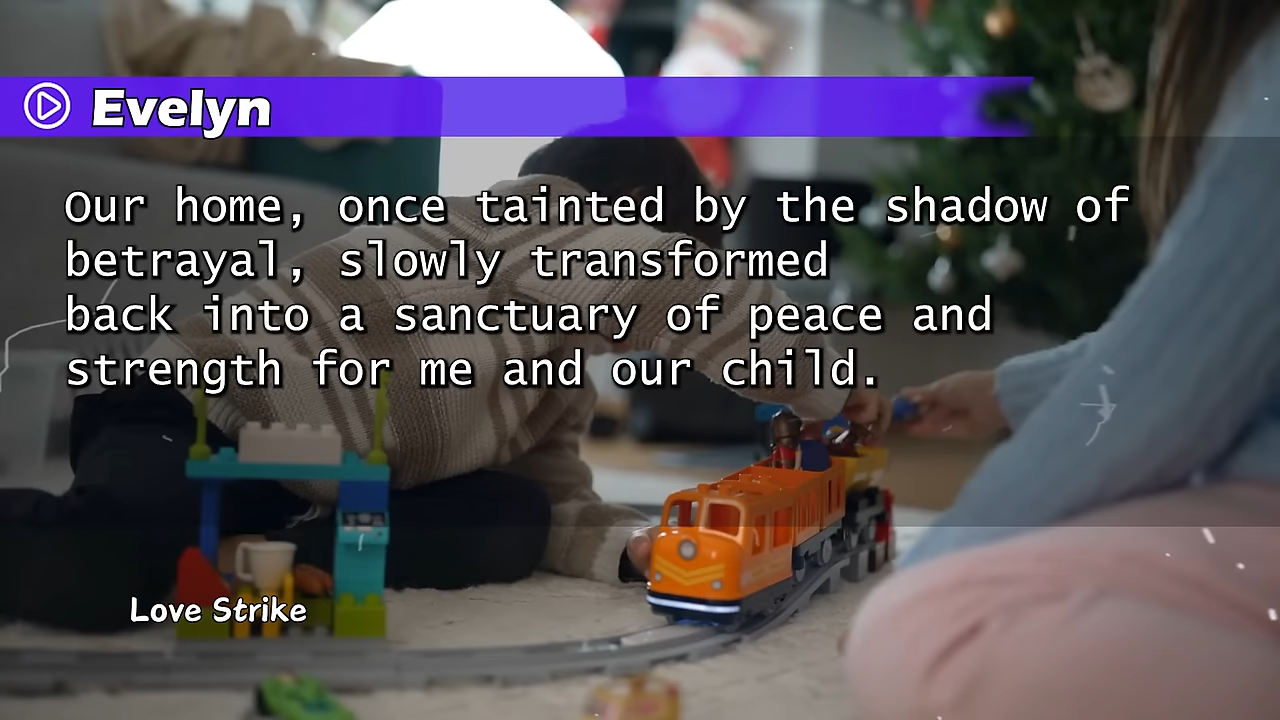 Evelyn
Our home, once tainted by the shadow of
betrayal, slowly transformed
back into a sanctuary of peace and
strength for me and our child.
Love Strike